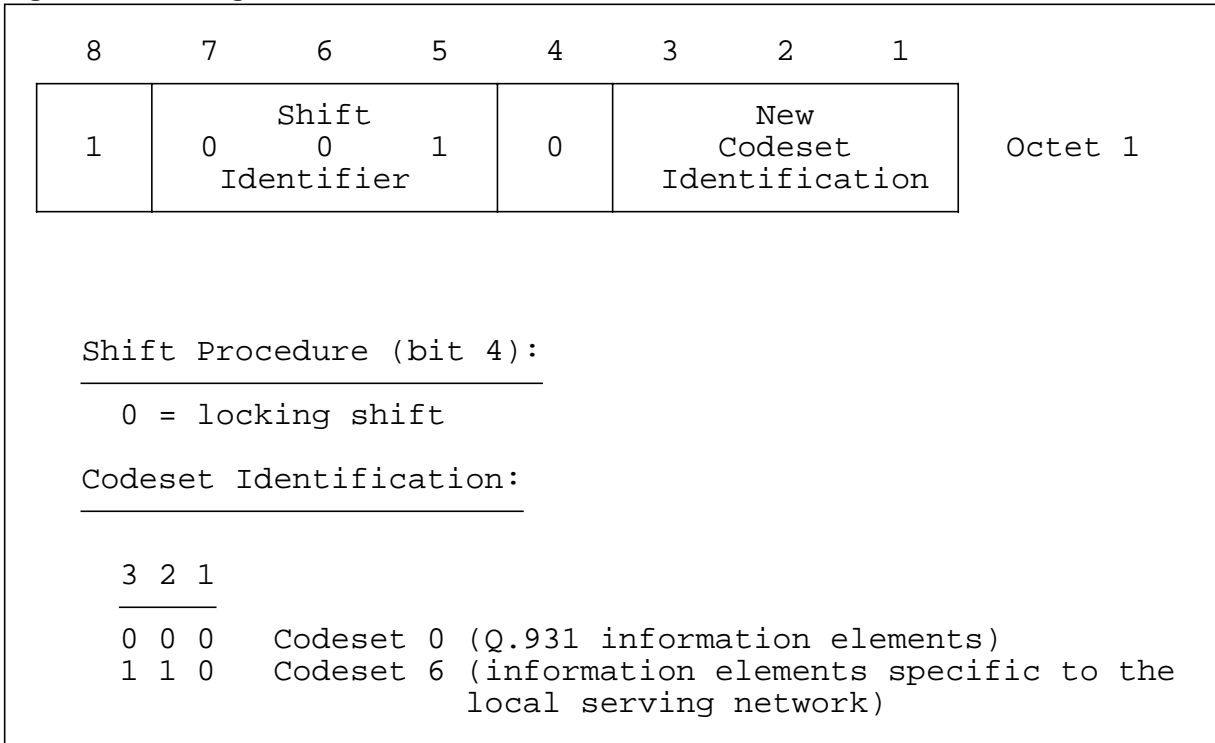 8 7 6 5 4 3 2 1
Shift New
1 0 0 1 0 Codeset Octet 1
Identifier Identification
Shift Procedure (bit 4):
0 = locking shift
Codeset Identification:
3 2 1
0 0 0 Codeset 0 (Q.931 information elements)
1 1 0 Codeset 6 (information elements specific to the
local serving network)